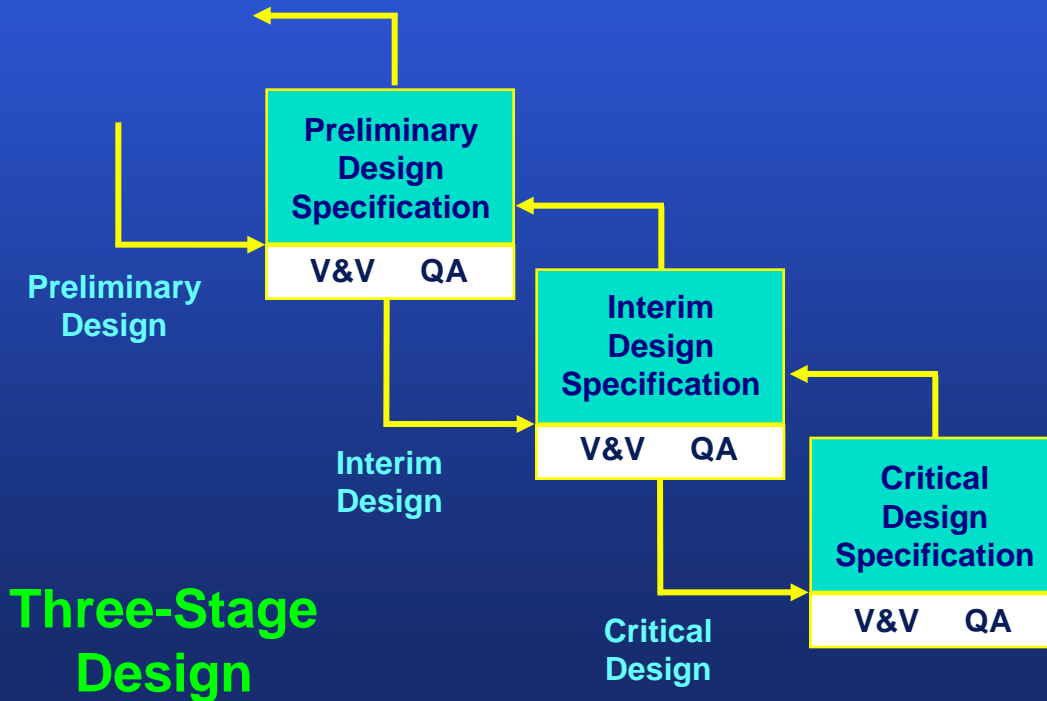 Preliminary
Design
Specification
V&V QA
Preliminary
Design
Interim
Design
Specification
V&V QA
Interim
Design
Critical
Design
Specification
V&V QA
Critical
Design
Three-Stage
Design